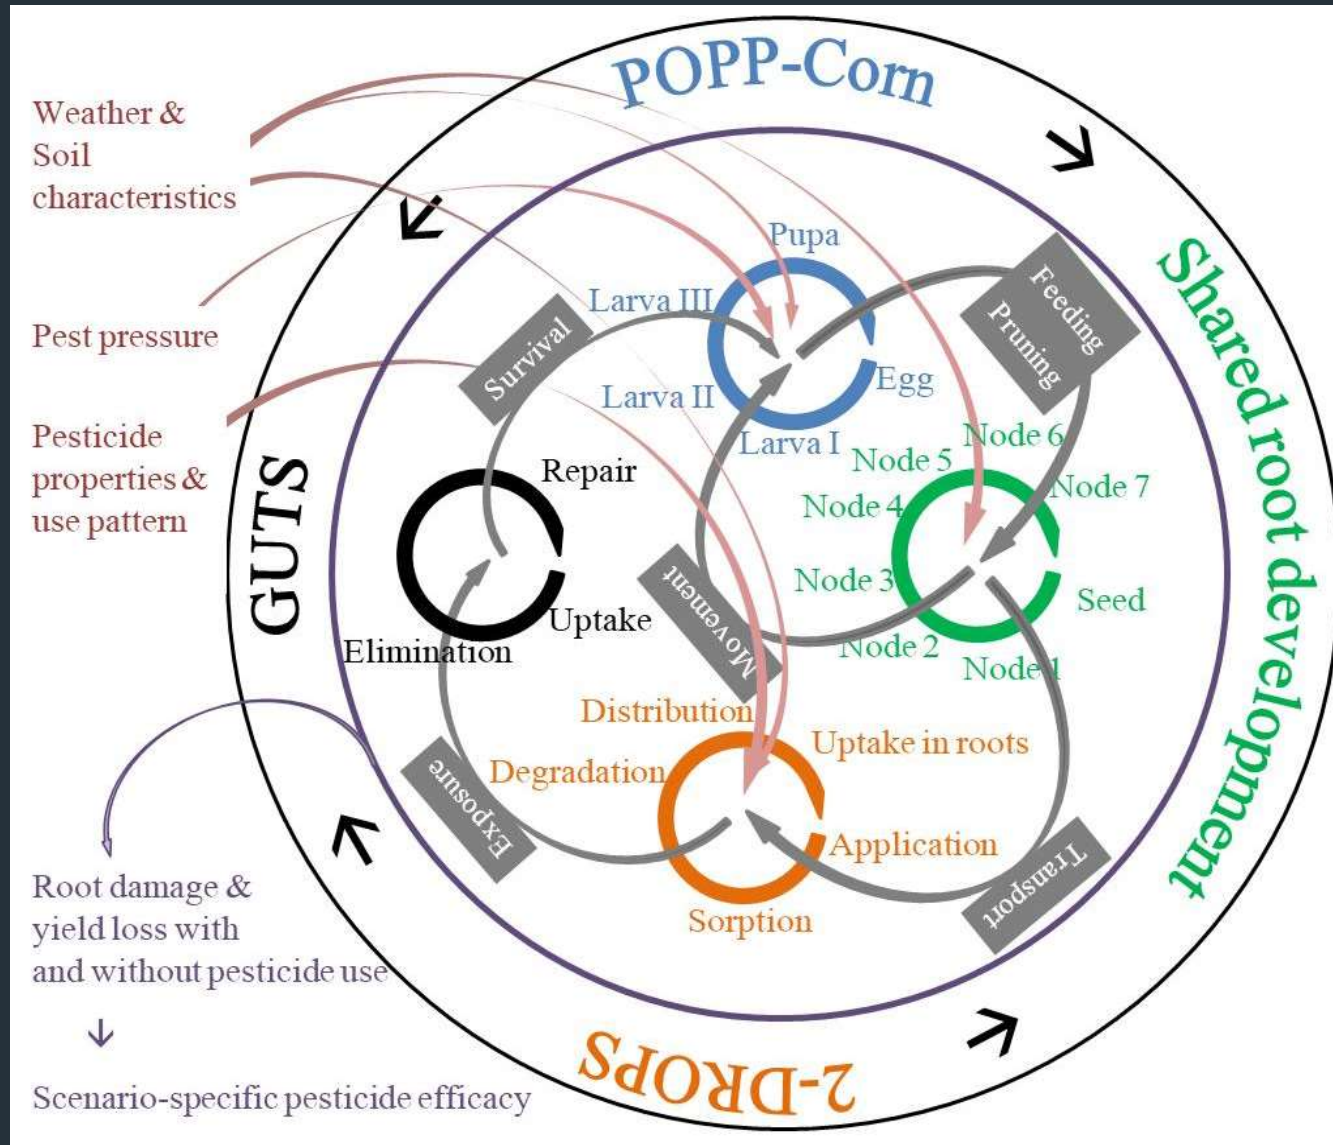 POPP-Corn
Weather &
Soil
characteristics
Pest pressure
Pesticide
properties &
use pattern
GUTS
Shared root development
2-DROPS
Pupa
Larva III
Larva II
Larva I
Egg
Feeding
Pruning
Survival
Movement
Exposure
Transport
Repair
Uptake
Elimination
Node 6
Node 5
Node 7
Node 4
Node 3
Seed
Node 2
Node 1
Distribution
Uptake in roots
Degradation
Application
Sorption
Root damage &
yield loss with
and without pesticide use
Scenario-specific pesticide efficacy